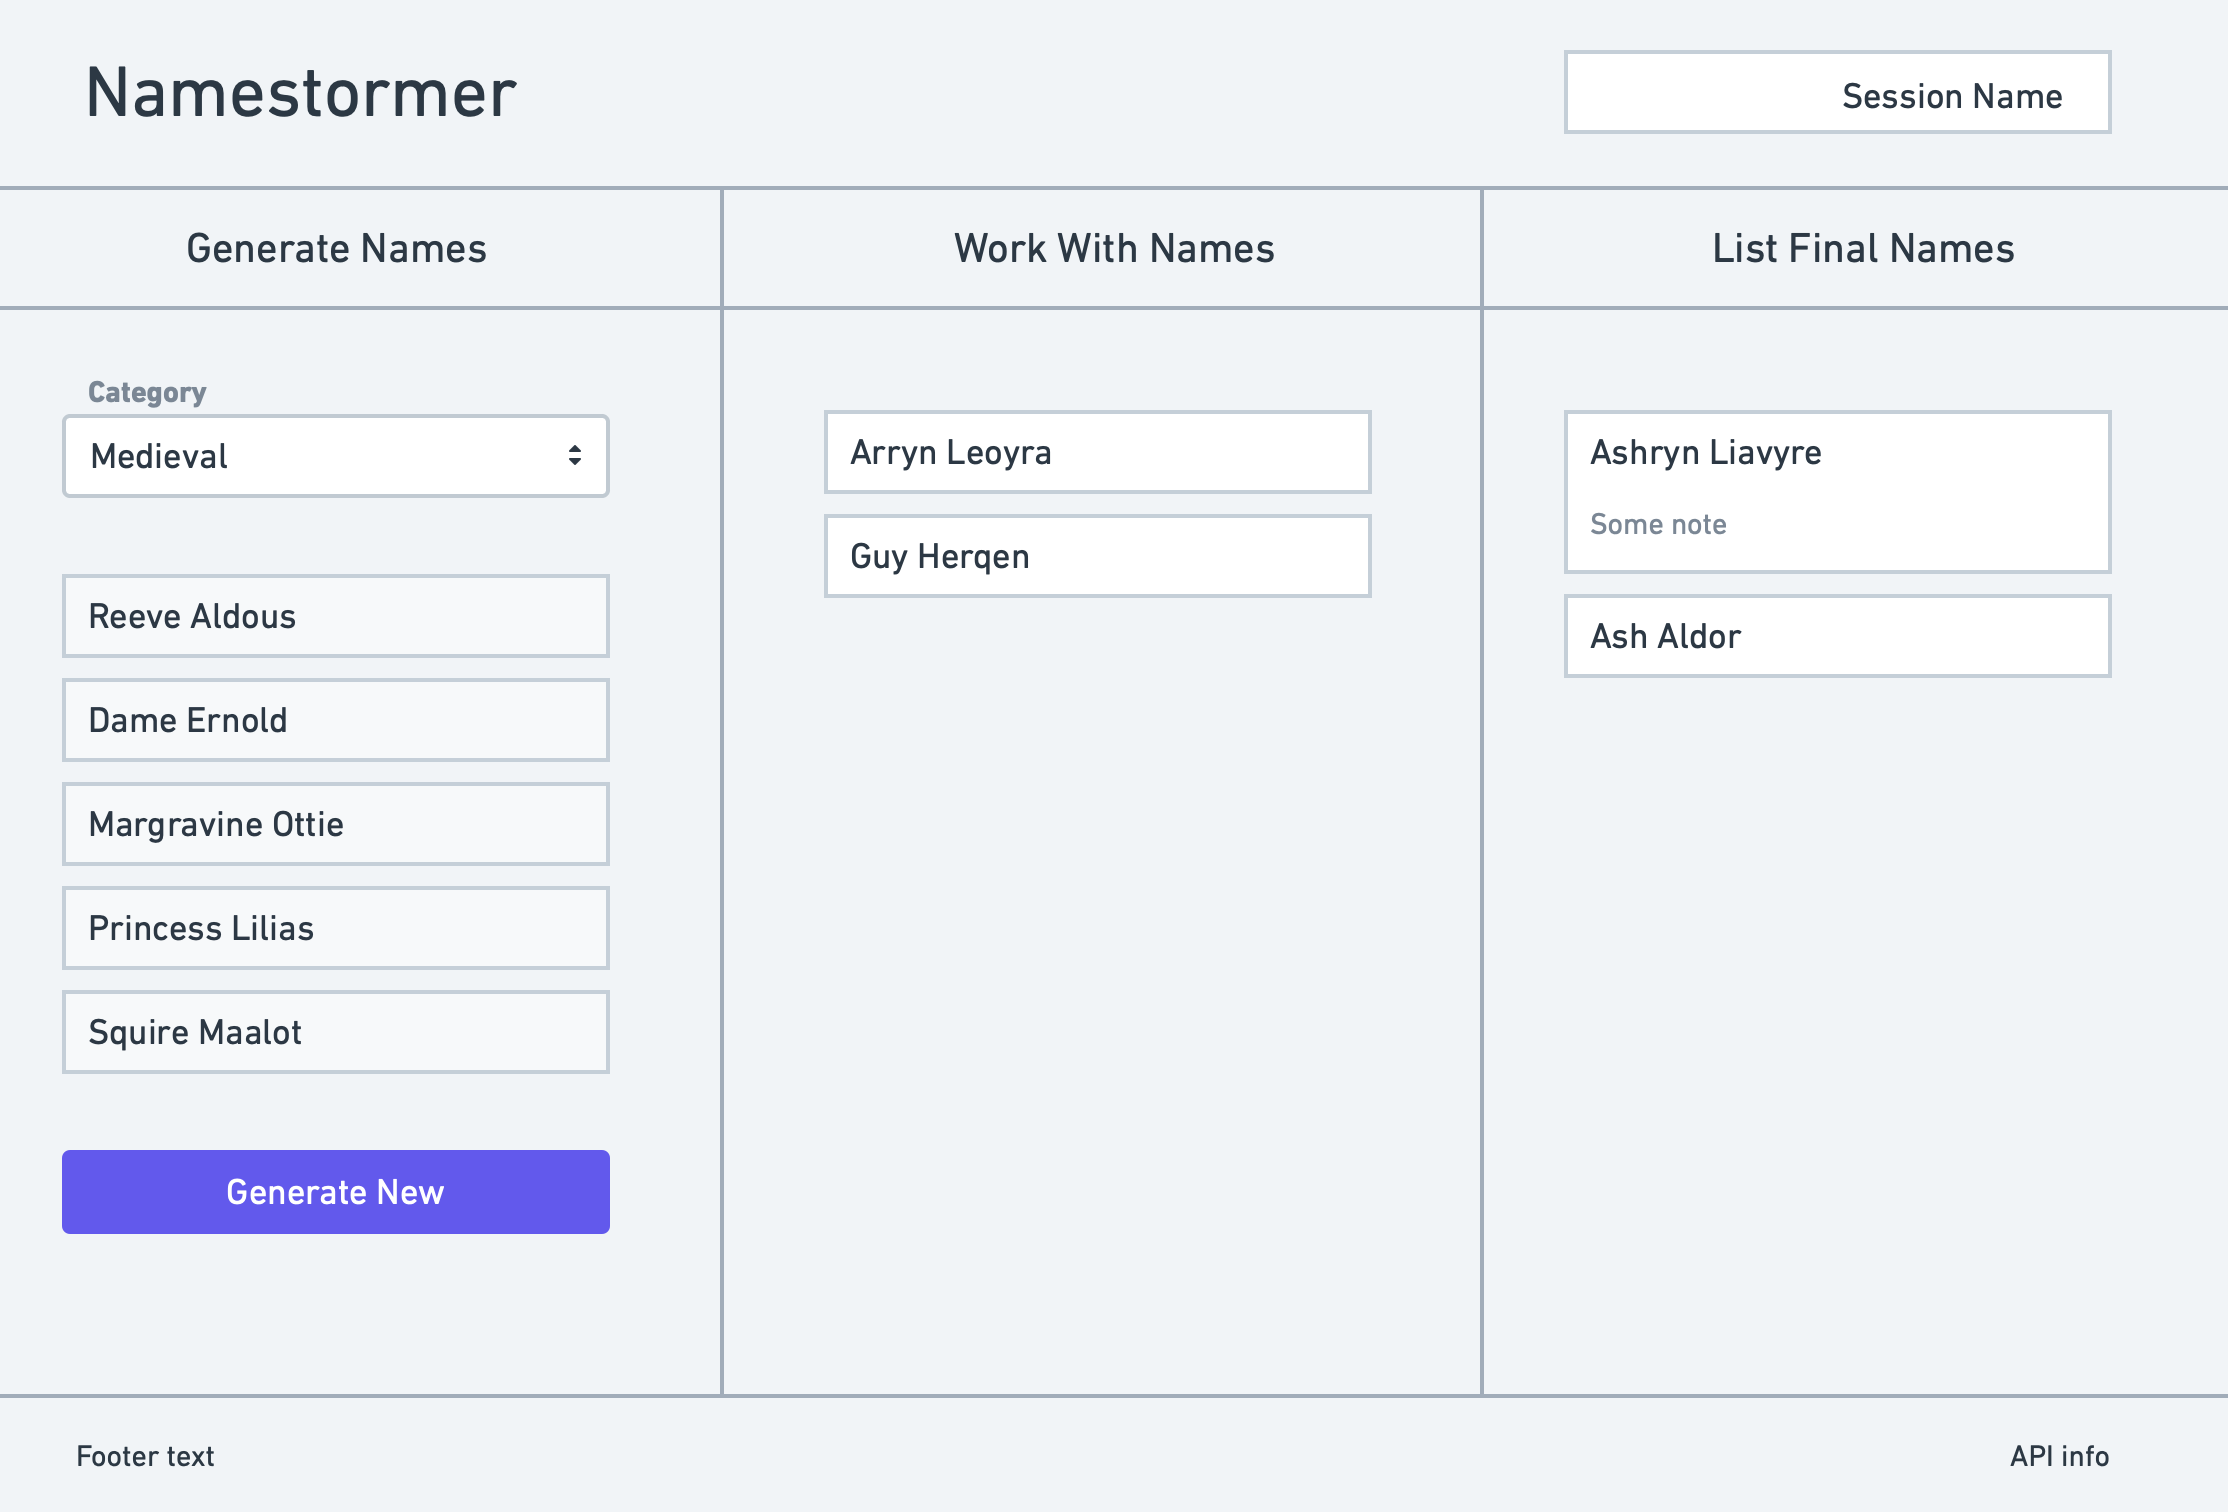 Namestormer
Session Name
Generate Names
Work With Names
List Final Names
Category
Medieval
Reeve Aldous
Dame Ernold
Margravine Ottie
Princess Lilias
Squire Maalot
Generate New
Arryn Leoyra
Guy Herqen
Ashryn Liavyre
Some note
Ash Aldor
Footer text
API info